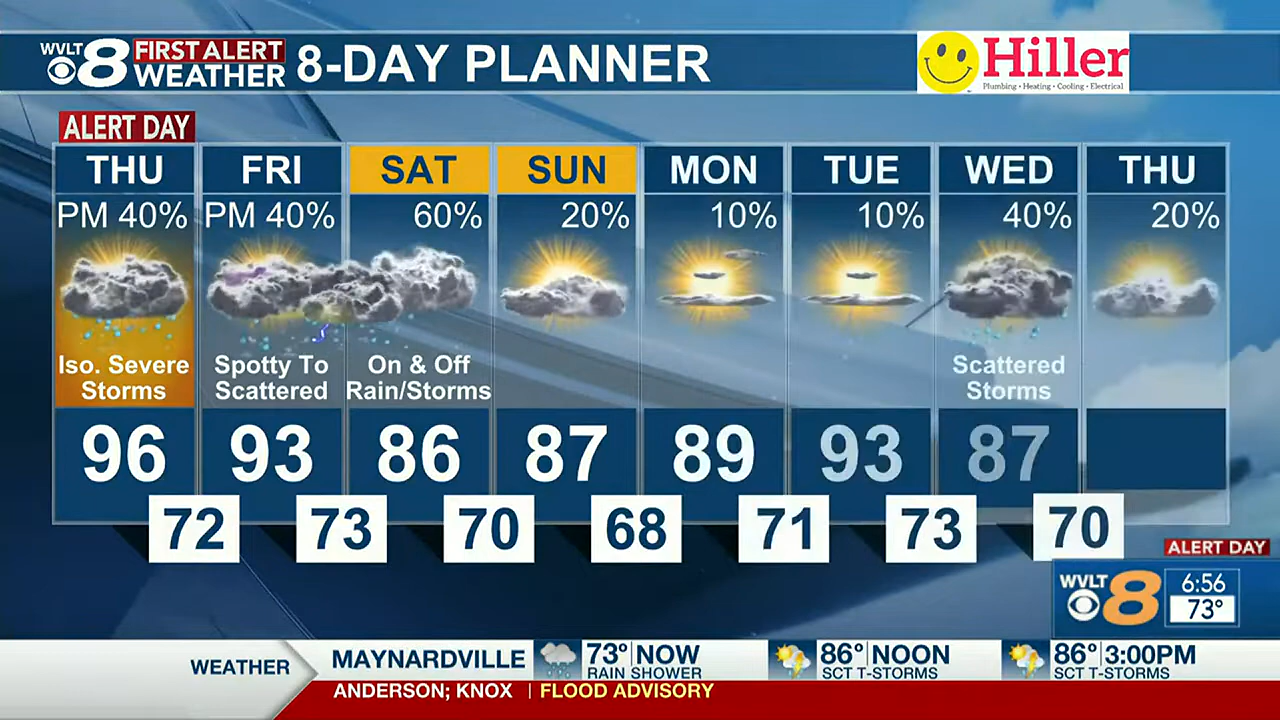 WVLT 8 FIRST ALERT WEATHER
8-DAY PLANNER
Hiller
Plumbing • Heating • Cooling • Electrical
ALERT DAY
THU FRI SAT SUN MON TUE WED THU
PM 40% PM 40% 60% 20% 10% 10% 40% 20%
Iso. Severe Storms
Spotty To Scattered
On & Off Rain/Storms
Scattered Storms
96 93 86 87 89 93 87
72 73 70 68 71 73 70
ALERT DAY
WVLT 8
6:56
73°
WEATHER
MAYNARDVILLE
73° NOW
RAIN SHOWER
86° NOON
SCT T-STORMS
86° 3:00PM
SCT T-STORMS
ANDERSON; KNOX | FLOOD ADVISORY